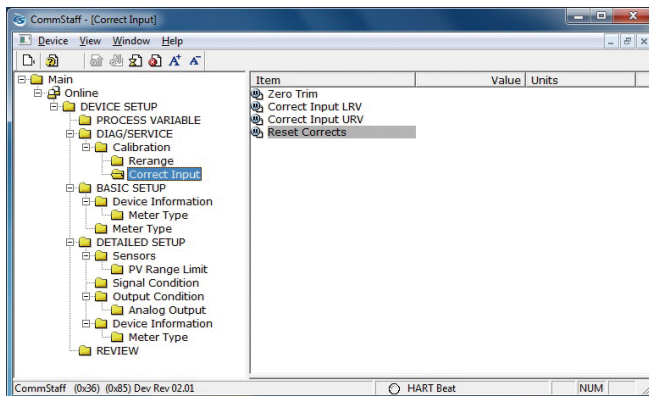 CommStaff - [Correct Input]
Device View Window Help
Main
Online
DEVICE SETUP
PROCESS VARIABLE
DIAG/SERVICE
Calibration
Rerange
Correct Input
BASIC SETUP
Device Information
Meter Type
Meter Type
DETAILED SETUP
Sensors
PV Range Limit
Signal Condition
Output Condition
Analog Output
Device Information
Meter Type
REVIEW
Item Value Units
Zero Trim
Correct Input LRV
Correct Input URV
Reset Corrects
CommStaff (0x36) (0x85) Dev Rev 02.01 HART Beat NUM